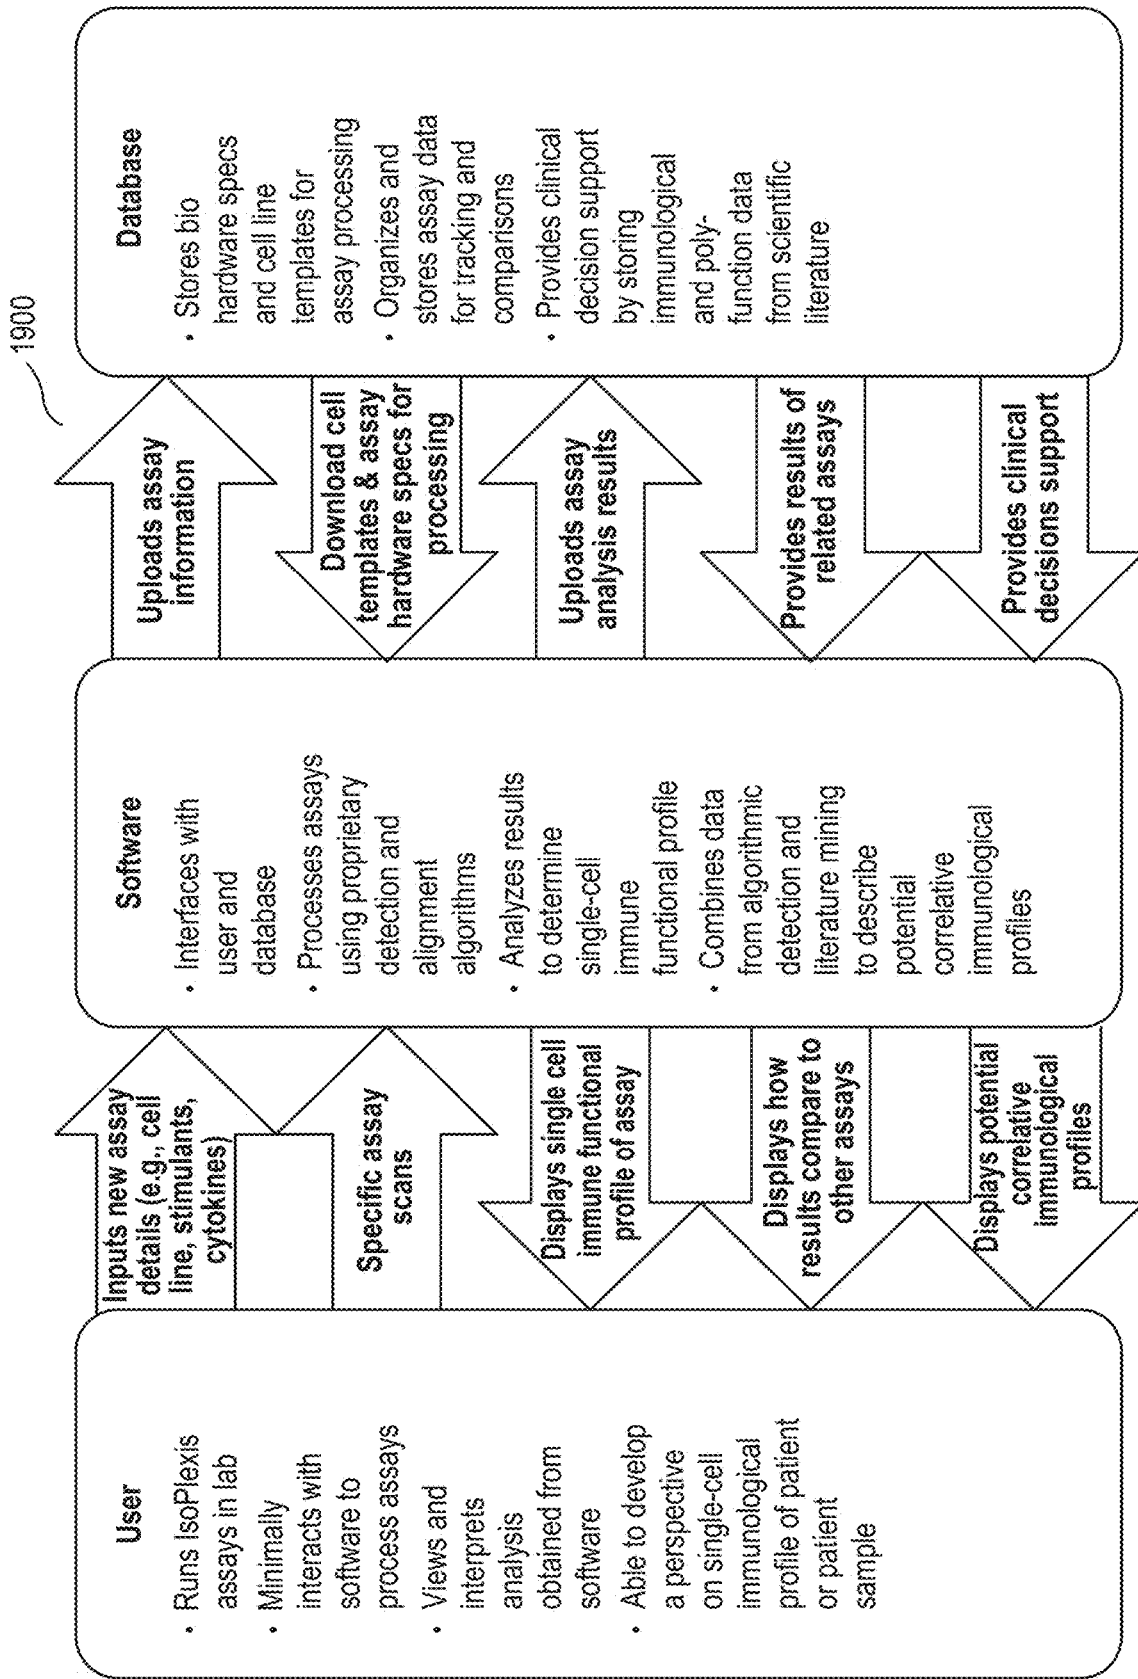 1900
User
• Runs IsoPlexis
assays in lab
• Minimally
interacts with
software to
process assays
• Views and
interprets
analysis
obtained from
software
• Able to develop
a perspective
on single-cell
immunological
profile of patient
or patient
sample
Inputs new assay
details (e.g., cell
line, stimulants,
cytokines)
Specific assay
scans
Displays single cell
immune functional
profile of assay
Displays how
results compare to
other assays
Displays potential
correlative
immunological
profiles
Software
• Interfaces with
user and
database
• Processes assays
using proprietary
detection and
alignment
algorithms
• Analyzes results
to determine
single-cell
immune
functional profile
• Combines data
from algorithmic
detection and
literature mining
to describe
potential
correlative
immunological
profiles
Uploads assay
information
Download cell
templates & assay
hardware specs for
processing
Uploads assay
analysis results
Provides results of
related assays
Provides clinical
decisions support
Database
• Stores bio
hardware specs
and cell line
templates for
assay processing
• Organizes and
stores assay data
for tracking and
comparisons
• Provides clinical
decision support
by storing
immunological
and poly-
function data
from scientific
literature